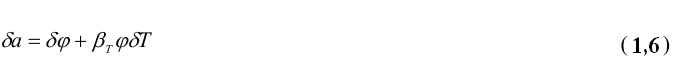 δa = δφ + β_T φδT (1,6)